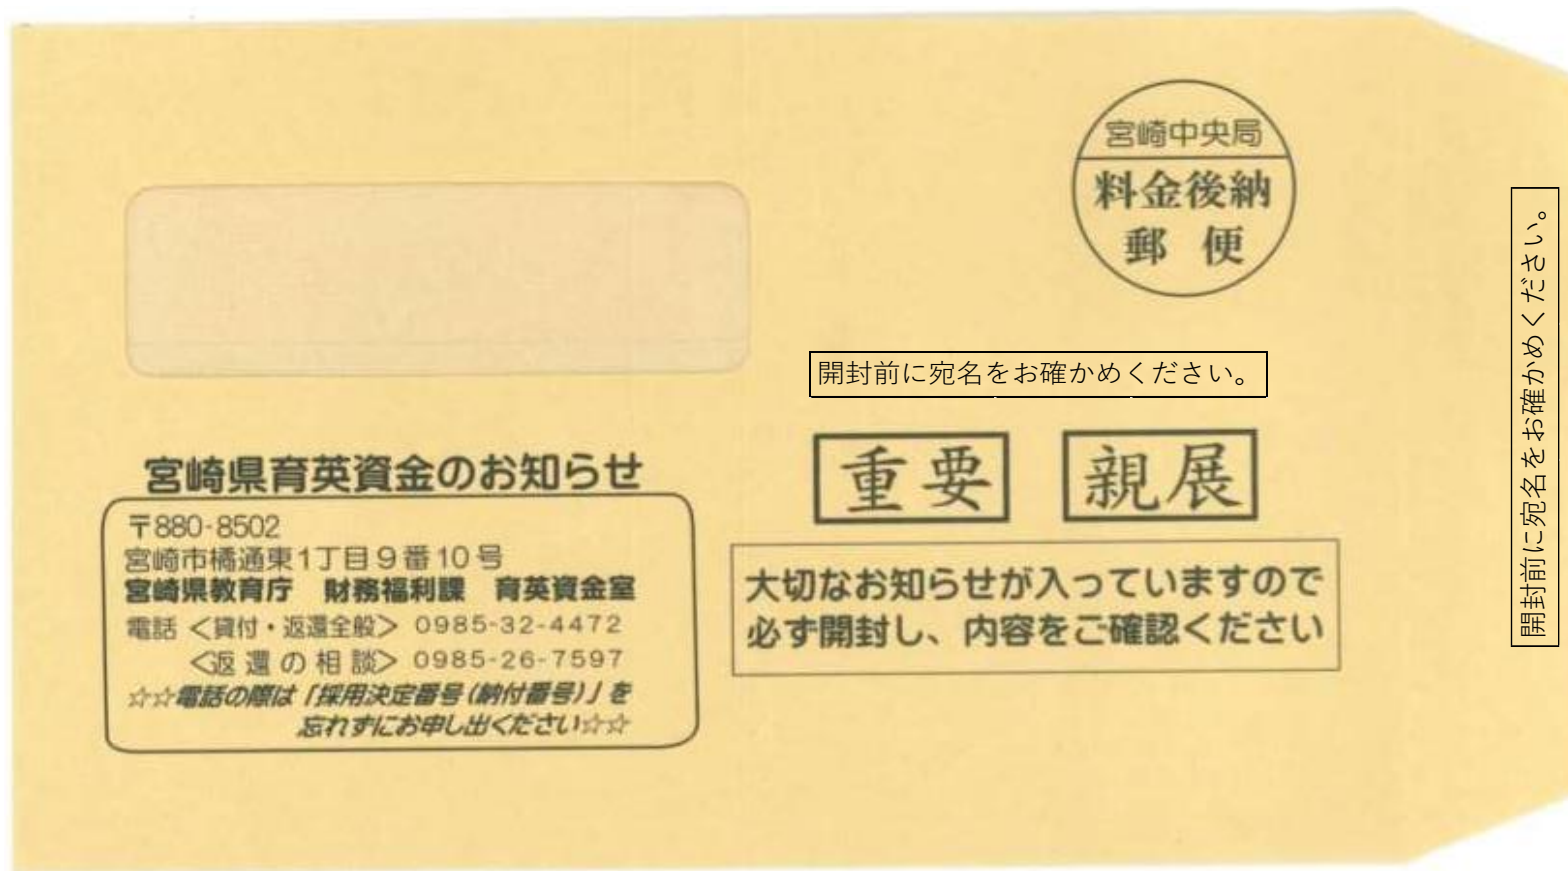 宮崎中央局
料金後納
郵 便
開封前に宛名をお確かめください。
重要 親展
大切なお知らせが入っていますので
必ず開封し、内容をご確認ください
宮崎県育英資金のお知らせ
〒880-8502
宮崎市橘通東1丁目9番10号
宮崎県教育庁 財務福利課 育英資金室
電話 <貸付・返還全般> 0985-32-4472
<返還の相談> 0985-26-7597
☆☆電話の際は「採用決定番号(納付番号)」を
忘れずにお申し出ください☆☆
開封前に宛名をお確かめください。